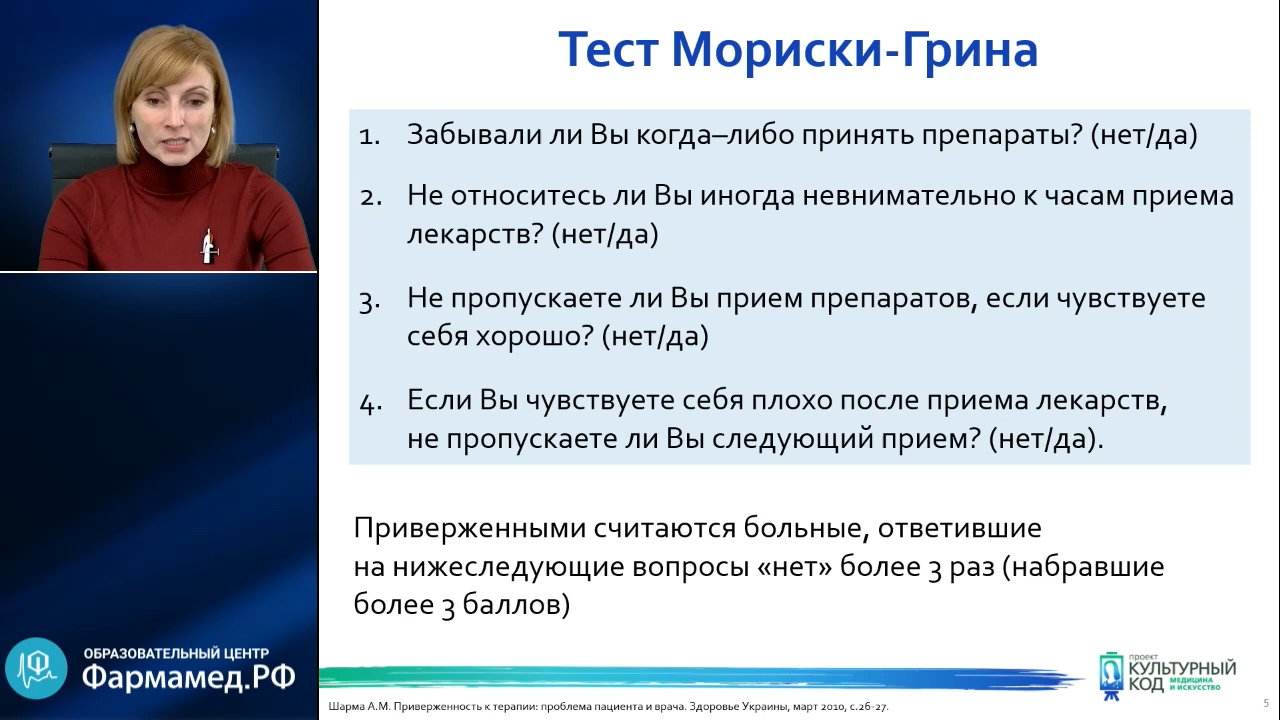 Тест Мориски-Грина
1. Забывали ли Вы когда–либо принять препараты? (нет/да)
2. Не относитесь ли Вы иногда невнимательно к часам приема
лекарств? (нет/да)
3. Не пропускаете ли Вы прием препаратов, если чувствуете
себя хорошо? (нет/да)
4. Если Вы чувствуете себя плохо после приема лекарств,
не пропускаете ли Вы следующий прием? (нет/да).
Приверженными считаются больные, ответившие
на нижеследующие вопросы «нет» более 3 раз (набравшие
более 3 баллов)
ОБРАЗОВАТЕЛЬНЫЙ ЦЕНТР
Фармамед.РФ
проект
КУЛЬТУРНЫЙ
КОД МЕДИЦИНА
И ИСКУССТВО
Шарма А.М. Приверженность к терапии: проблема пациента и врача. Здоровье Украины, март 2010, с.26-27.
5